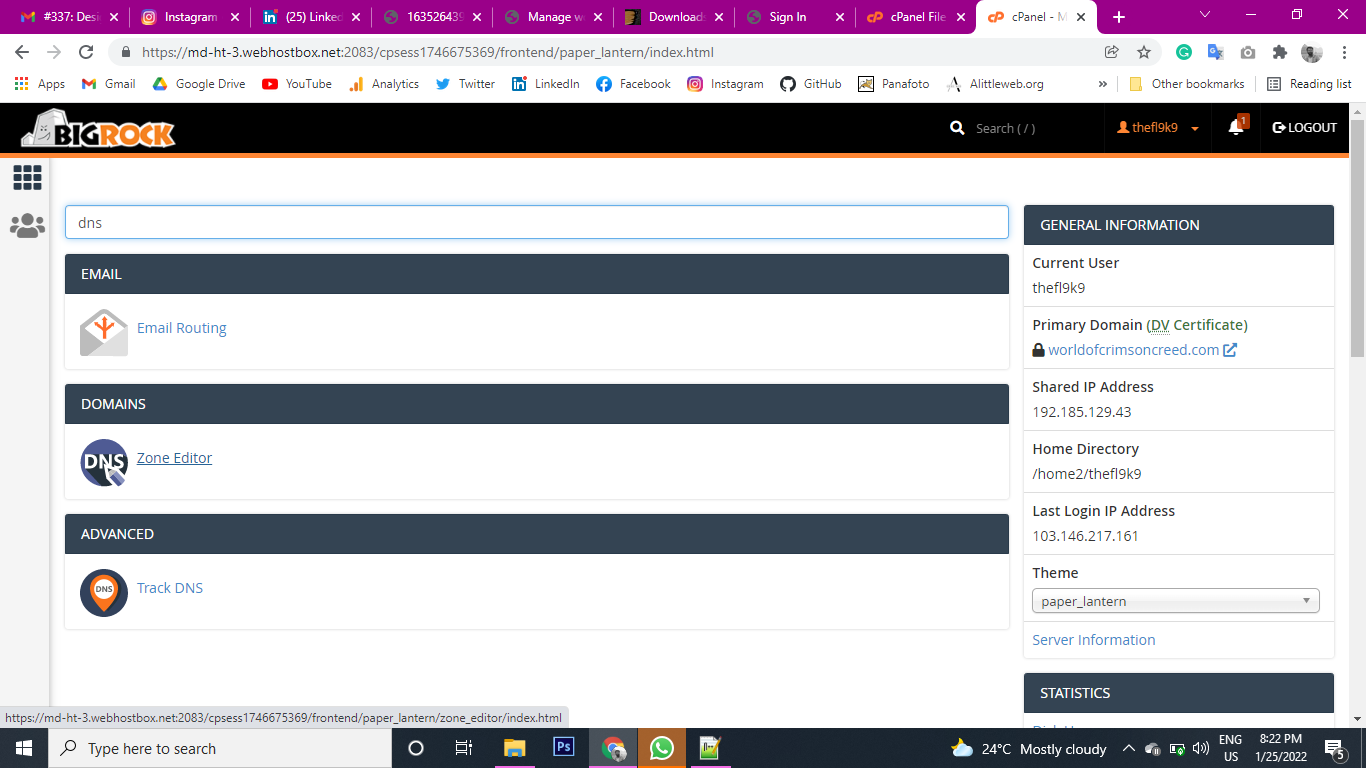 #337: Desi
Instagram
(25) Linked
163526439
Manage we
Downloads
Sign In
cPanel File
cPanel - M
https://md-ht-3.webhostbox.net:2083/cpsess1746675369/frontend/paper_lantern/index.html
Apps
Gmail
Google Drive
YouTube
Analytics
Twitter
LinkedIn
Facebook
Instagram
GitHub
Panafoto
Alittleweb.org
»
Other bookmarks
Reading list
BIGROCK
Search ( / )
thefl9k9
1
LOGOUT
dns
EMAIL
Email Routing
DOMAINS
DNS
Zone Editor
ADVANCED
DNS
Track DNS
GENERAL INFORMATION
Current User
thefl9k9
Primary Domain (DV Certificate)
worldofcrimsoncreed.com
Shared IP Address
192.185.129.43
Home Directory
/home2/thefl9k9
Last Login IP Address
103.146.217.161
Theme
paper_lantern
Server Information
STATISTICS
https://md-ht-3.webhostbox.net:2083/cpsess1746675369/frontend/paper_lantern/zone_editor/index.html
Type here to search
Ps
24°C Mostly cloudy
ENG
US
8:22 PM
1/25/2022
5